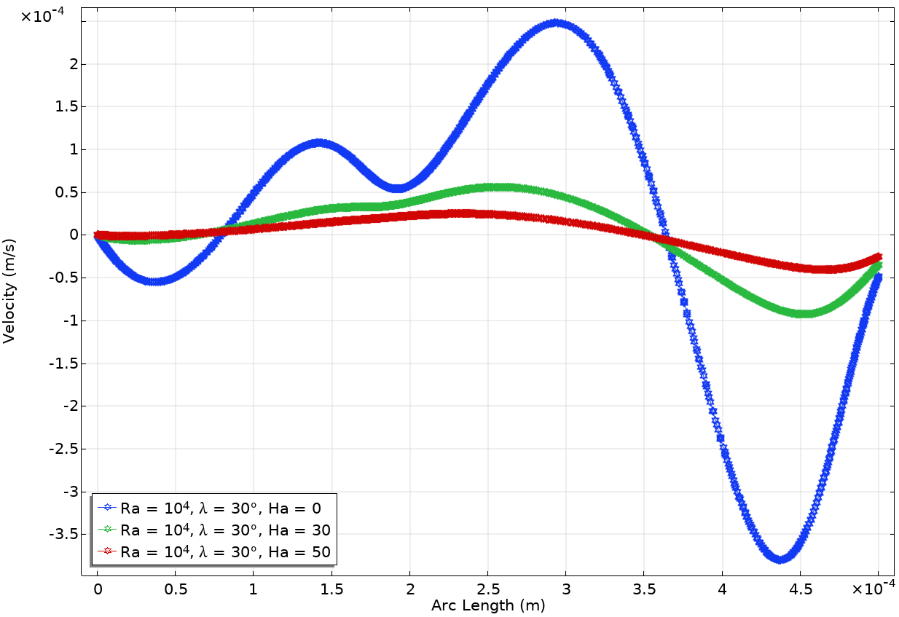 ×10⁻⁴
2
1.5
1
0.5
0
-0.5
-1
-1.5
-2
-2.5
-3
-3.5
Velocity (m/s)
Ra = 10⁴, λ = 30°, Ha = 0
Ra = 10⁴, λ = 30°, Ha = 30
Ra = 10⁴, λ = 30°, Ha = 50
0 0.5 1 1.5 2 2.5 3 3.5 4 4.5 ×10⁻⁴
Arc Length (m)